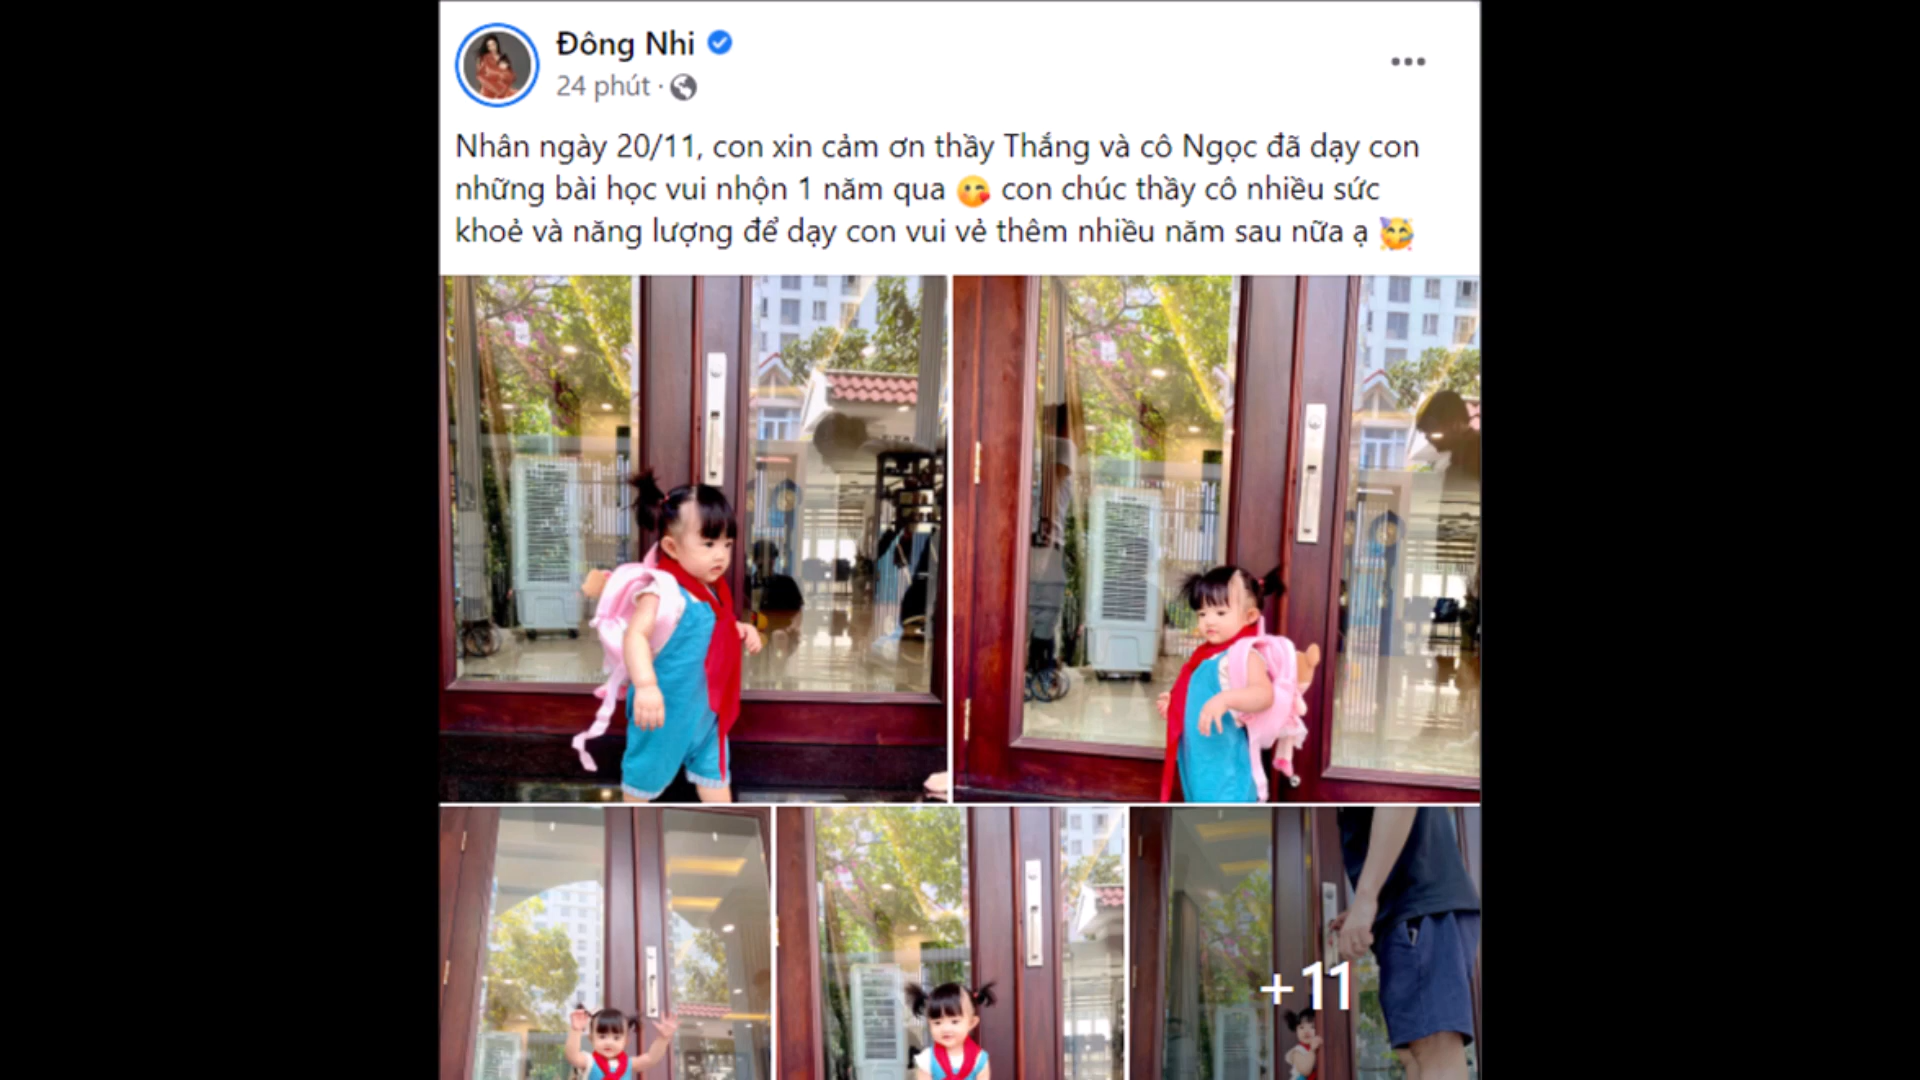 Đông Nhi
24 phút ·
Nhân ngày 20/11, con xin cảm ơn thầy Thắng và cô Ngọc đã dạy con
những bài học vui nhộn 1 năm qua 😋 con chúc thầy cô nhiều sức
khoẻ và năng lượng để dạy con vui vẻ thêm nhiều năm sau nữa ạ 🥳
+11